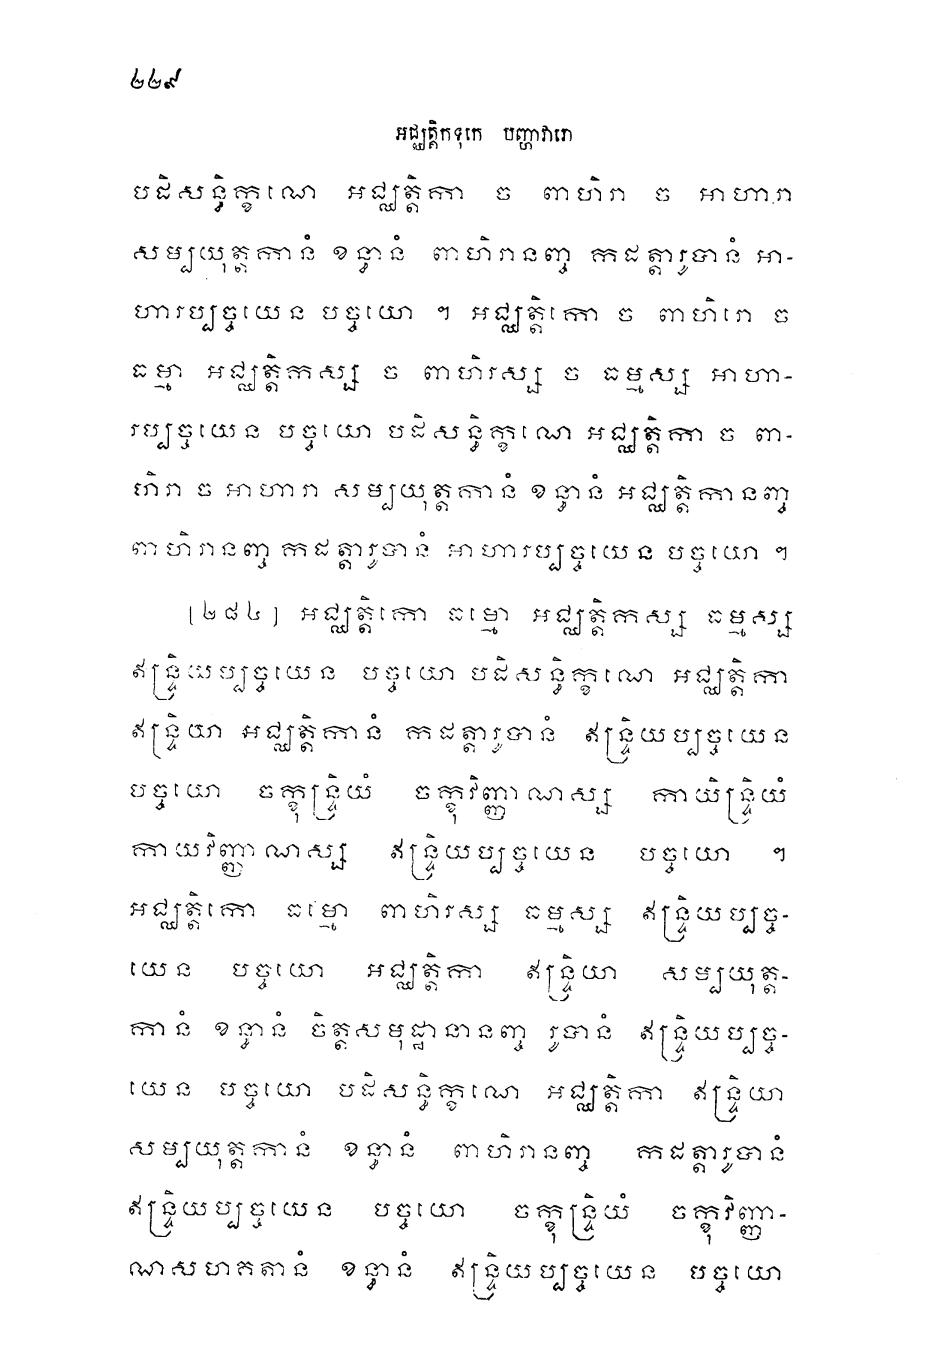 ២២៩
អជ្ឈត្តិកទុកេ បញ្ហាវារោ
បដិសន្ធិក្ខណេ អជ្ឈត្តិកា ច ពាហិរា ច អាហារា
សម្បយុត្តកានំ ខន្ធានំ ពាហិរានញ្ច កដត្តារូបានំ អា-
ហារប្បច្ចយេន បច្ចយោ ។ អជ្ឈត្តិកោ ច ពាហិរោ ច
ធម្មា អជ្ឈត្តិកស្ស ច ពាហិរស្ស ច ធម្មស្ស អាហា-
រប្បច្ចយេន បច្ចយោ បដិសន្ធិក្ខណេ អជ្ឈត្តិកា ច ពា-
ហិរា ច អាហារា សម្បយុត្តកានំ ខន្ធានំ អជ្ឈត្តិកានញ្ច
ពាហិរានញ្ច កដត្តារូបានំ អាហារប្បច្ចយេន បច្ចយោ ។
[២៨៤] អជ្ឈត្តិកោ ធម្មោ អជ្ឈត្តិកស្ស ធម្មស្ស
ឥន្ទ្រិយប្បច្ចយេន បច្ចយោ បដិសន្ធិក្ខណេ អជ្ឈត្តិកា
ឥន្ទ្រិយា អជ្ឈត្តិកានំ កដត្តារូបានំ ឥន្ទ្រិយប្បច្ចយេន
បច្ចយោ ចក្ខុន្ទ្រិយំ ចក្ខុវិញ្ញាណស្ស កាយិន្ទ្រិយំ
កាយវិញ្ញាណស្ស ឥន្ទ្រិយប្បច្ចយេន បច្ចយោ ។
អជ្ឈត្តិកោ ធម្មោ ពាហិរស្ស ធម្មស្ស ឥន្ទ្រិយប្បច្ច-
យេន បច្ចយោ អជ្ឈត្តិកា ឥន្ទ្រិយា សម្បយុត្ត-
កានំ ខន្ធានំ ចិត្តសមុដ្ឋានានញ្ច រូបានំ ឥន្ទ្រិយប្បច្ច-
យេន បច្ចយោ បដិសន្ធិក្ខណេ អជ្ឈត្តិកា ឥន្ទ្រិយា
សម្បយុត្តកានំ ខន្ធានំ ពាហិរានញ្ច កដត្តារូបានំ
ឥន្ទ្រិយប្បច្ចយេន បច្ចយោ ចក្ខុន្ទ្រិយំ ចក្ខុវិញ្ញា-
ណសហគតានំ ខន្ធានំ ឥន្ទ្រិយប្បច្ចយេន បច្ចយោ